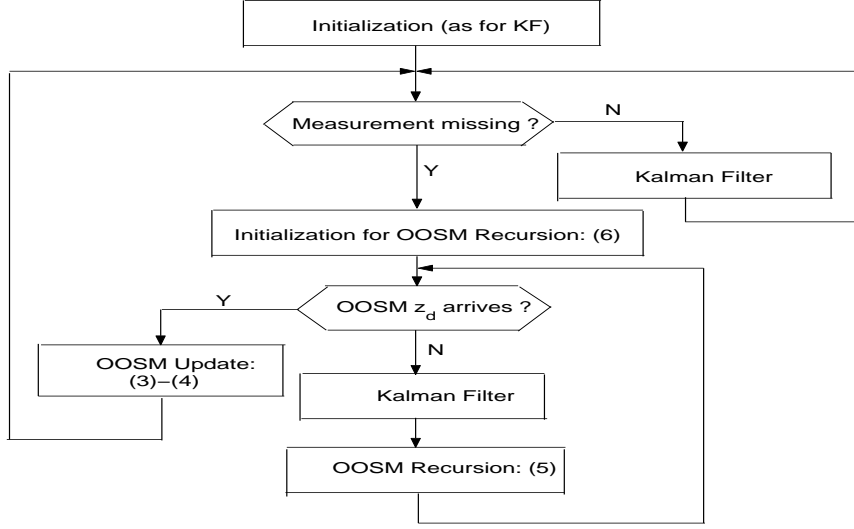 Initialization (as for KF)
Measurement missing ?
N
Kalman Filter
Y
Initialization for OOSM Recursion: (6)
Y
OOSM z_d arrives ?
N
OOSM Update:
(3)−(4)
Kalman Filter
OOSM Recursion: (5)